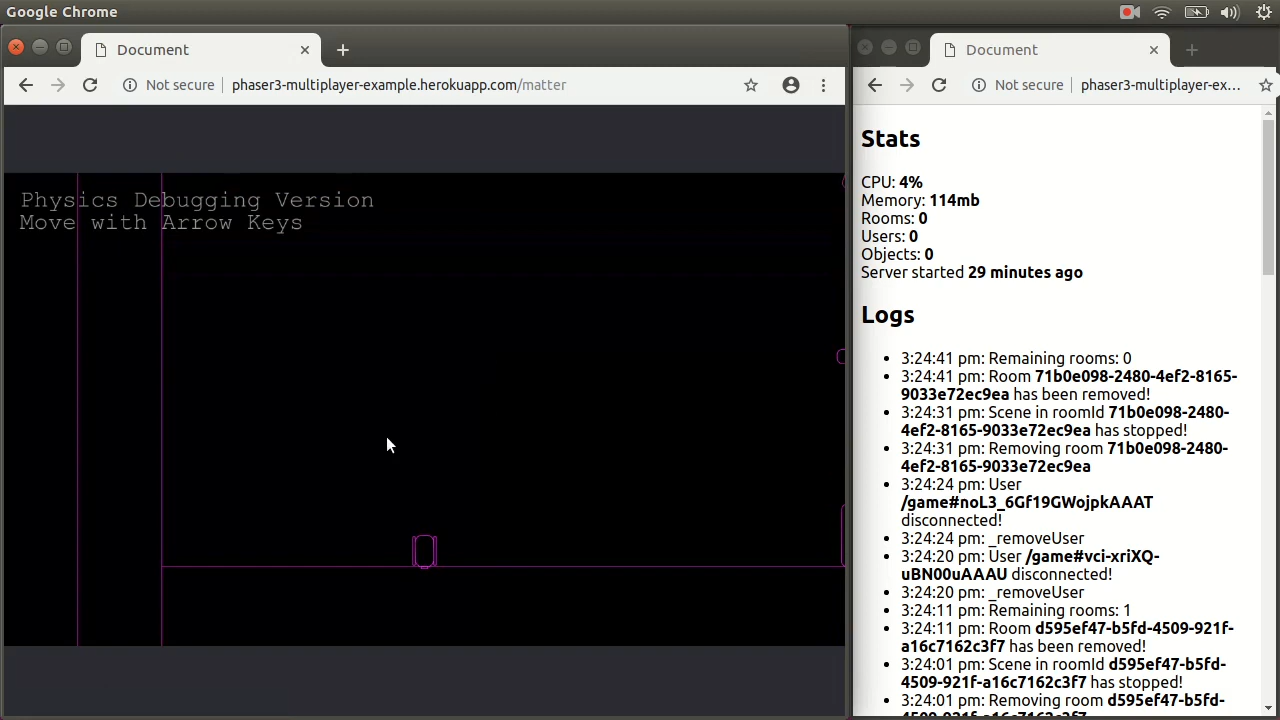 Google Chrome
Document
Not secure
phaser3-multiplayer-example.herokuapp.com/matter
Physics Debugging Version
Move with Arrow Keys
Document
Not secure
phaser3-multiplayer-ex...
Stats
CPU: 4%
Memory: 114mb
Rooms: 0
Users: 0
Objects: 0
Server started 29 minutes ago
Logs
3:24:41 pm: Remaining rooms: 0
3:24:41 pm: Room 71b0e098-2480-4ef2-8165-
9033e72ec9ea has been removed!
3:24:31 pm: Scene in roomId 71b0e098-2480-
4ef2-8165-9033e72ec9ea has stopped!
3:24:31 pm: Removing room 71b0e098-2480-
4ef2-8165-9033e72ec9ea
3:24:24 pm: User
/game#noL3_6Gf19GWojpkAAAT
disconnected!
3:24:24 pm: _removeUser
3:24:20 pm: User /game#vci-xriXQ-
uBN00uAAAU disconnected!
3:24:20 pm: _removeUser
3:24:11 pm: Remaining rooms: 1
3:24:11 pm: Room d595ef47-b5fd-4509-921f-
a16c7162c3f7 has been removed!
3:24:01 pm: Scene in roomId d595ef47-b5fd-
4509-921f-a16c7162c3f7 has stopped!
3:24:01 pm: Removing room d595ef47-b5fd-